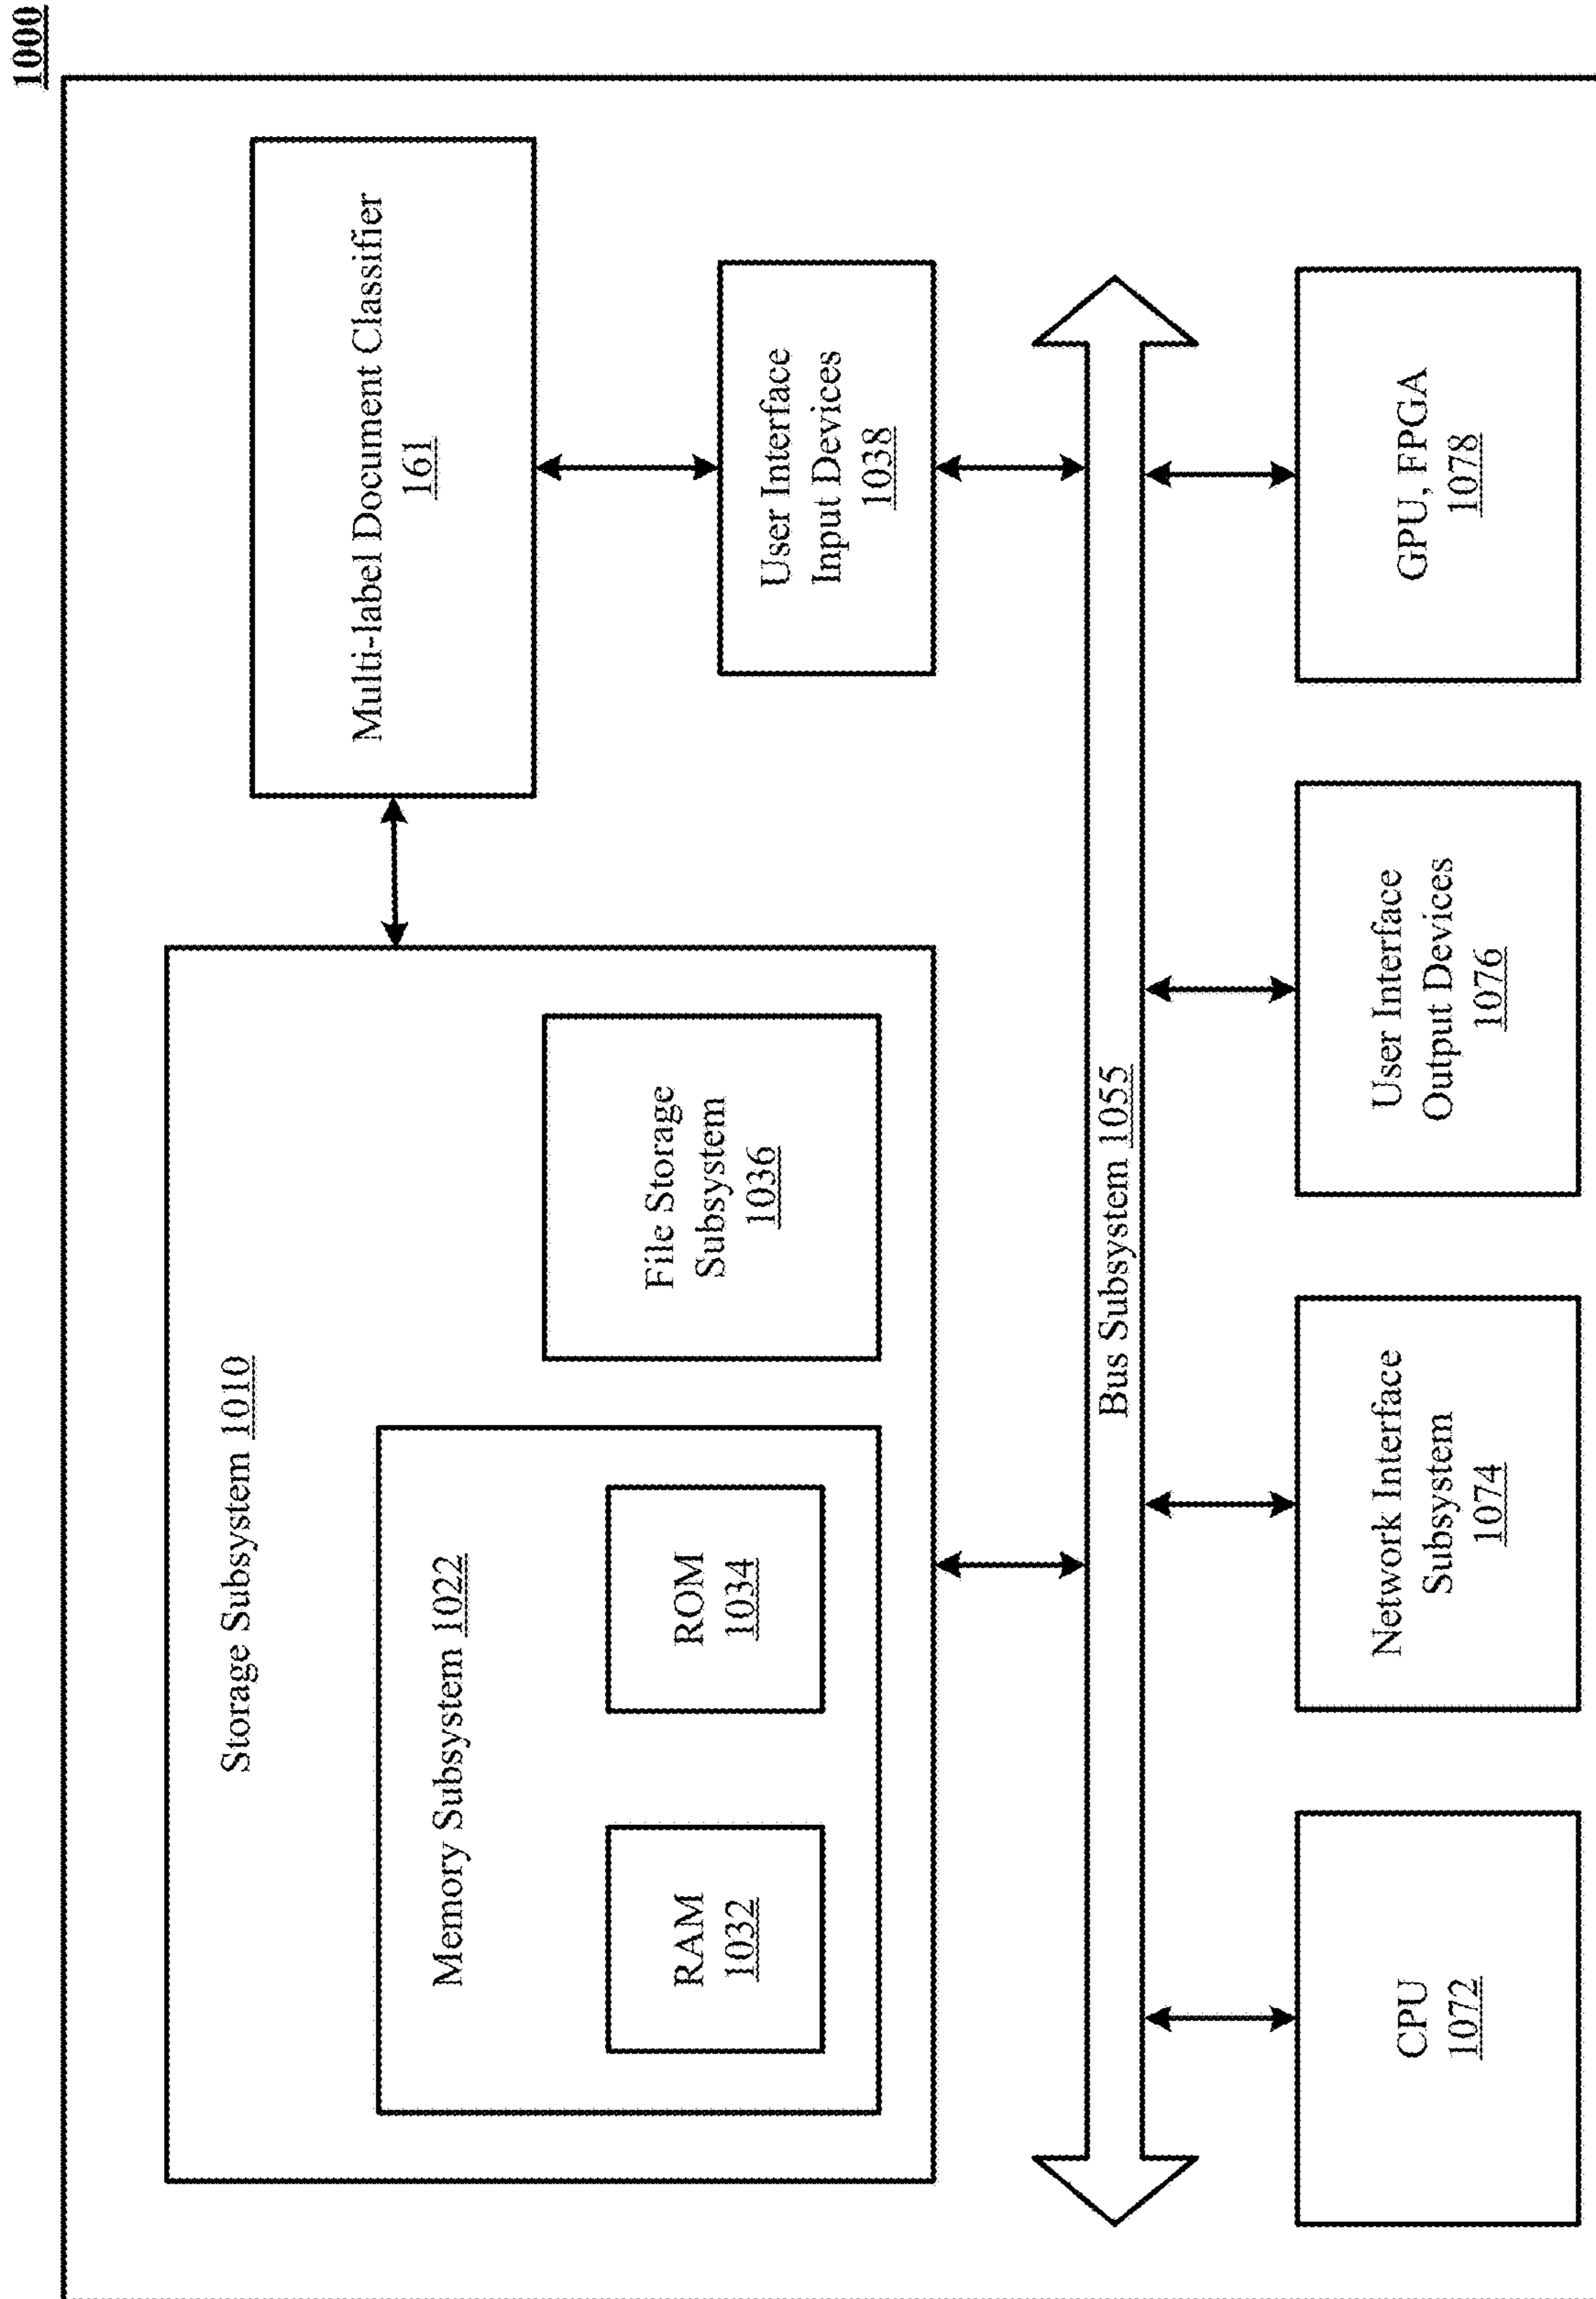 1000
Storage Subsystem 1010
Multi-label Document Classifier
161
Memory Subsystem 1022
RAM
1032
ROM
1034
File Storage
Subsystem
1036
User Interface
Input Devices
1038
Bus Subsystem 1055
CPU
1072
Network Interface
Subsystem
1074
User Interface
Output Devices
1076
GPU, FPGA
1078